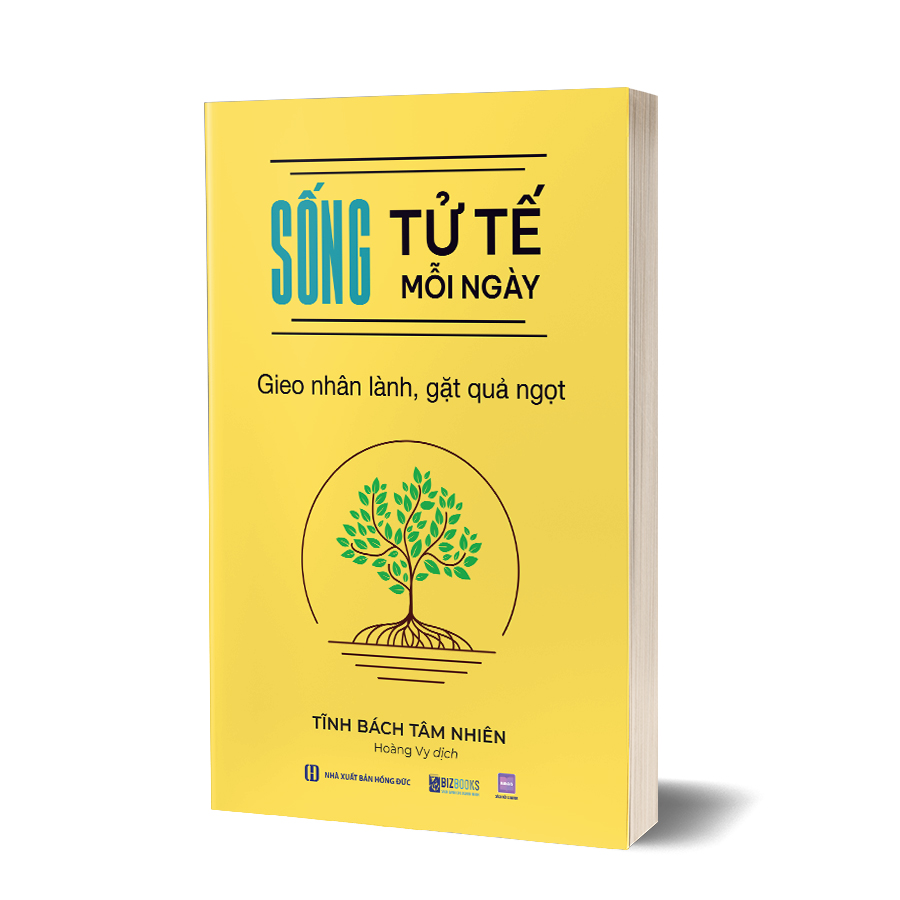 SỐNG TỬ TẾ
MỖI NGÀY
Gieo nhân lành, gặt quả ngọt
TĨNH BÁCH TÂM NHIÊN
Hoàng Vy dịch
NHÀ XUẤT BẢN HỒNG ĐỨC
BIZBOOKS